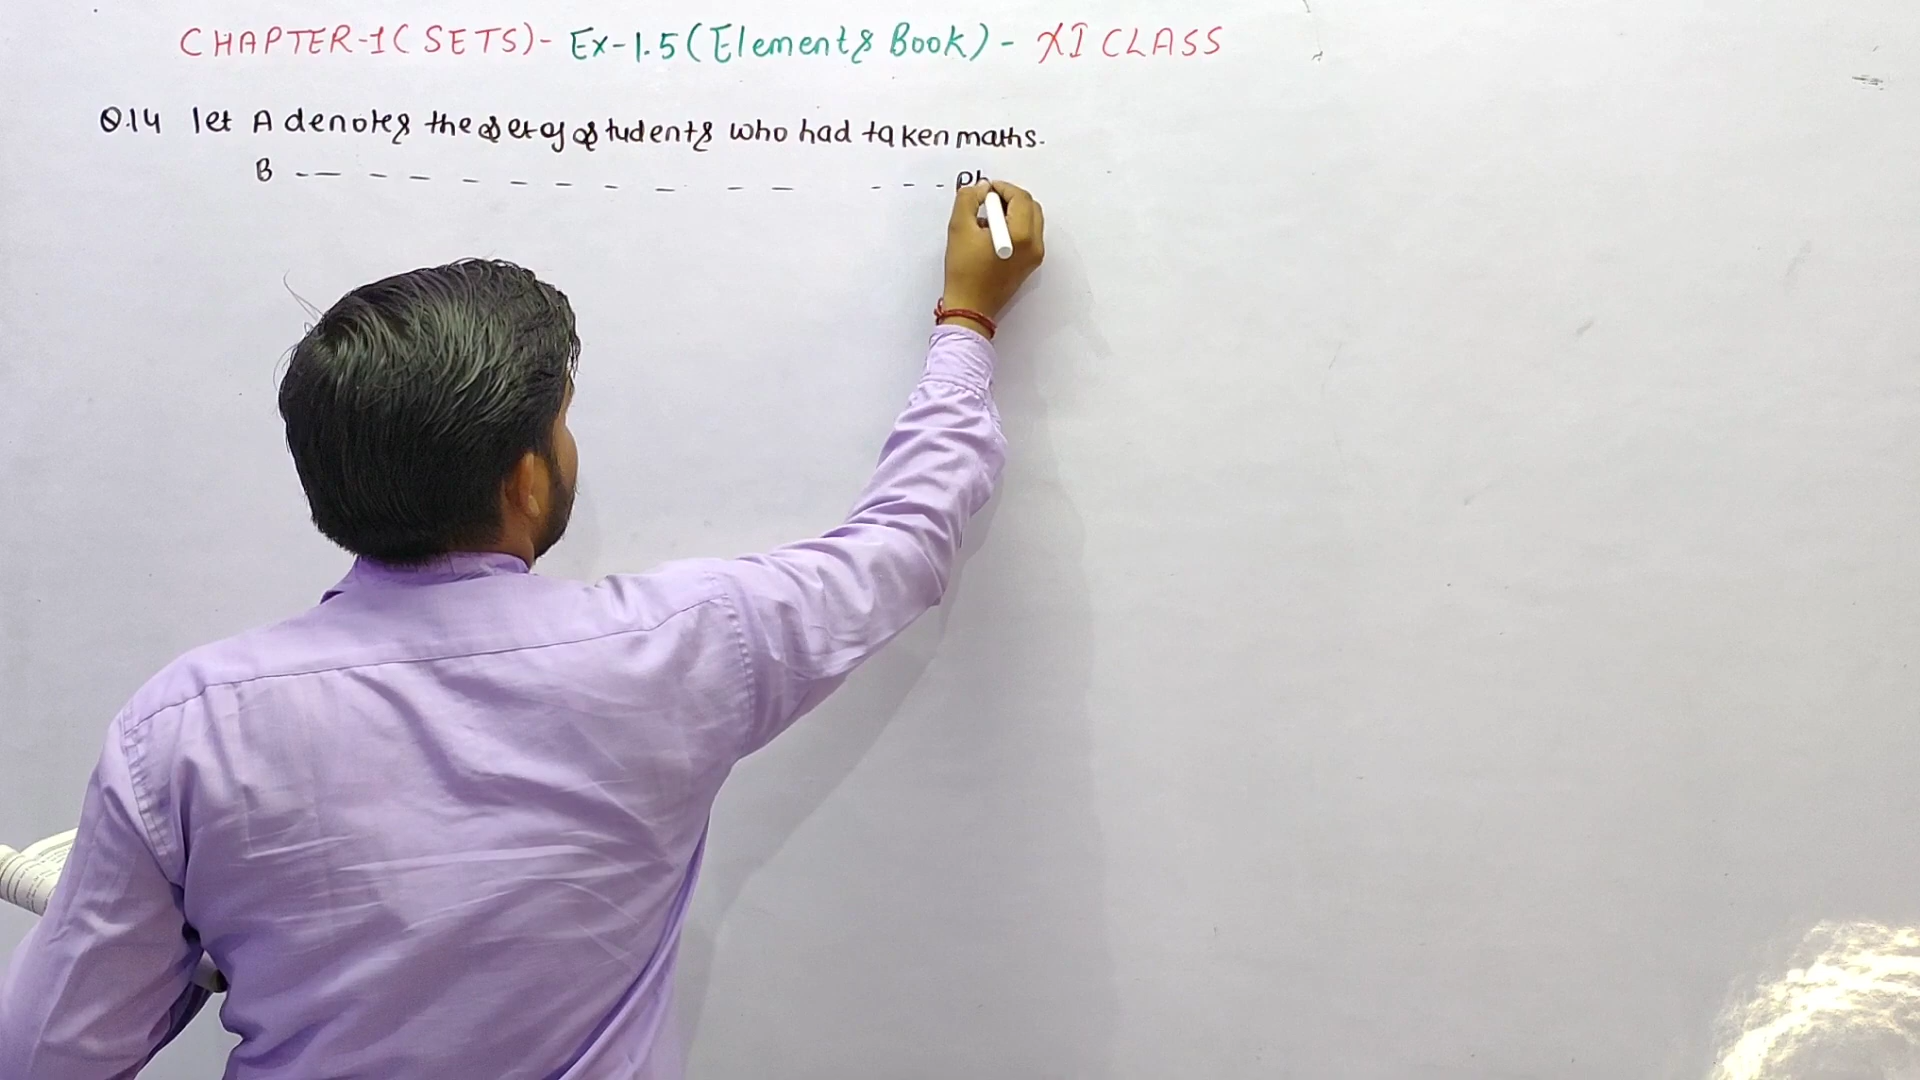 CHAPTER-1(SETS)- Ex-1.5(Elements Book)- XI CLASS
Q.14 let A denotes the set of students who had taken maths.
B -- - - - - - - - - - - - - Ph